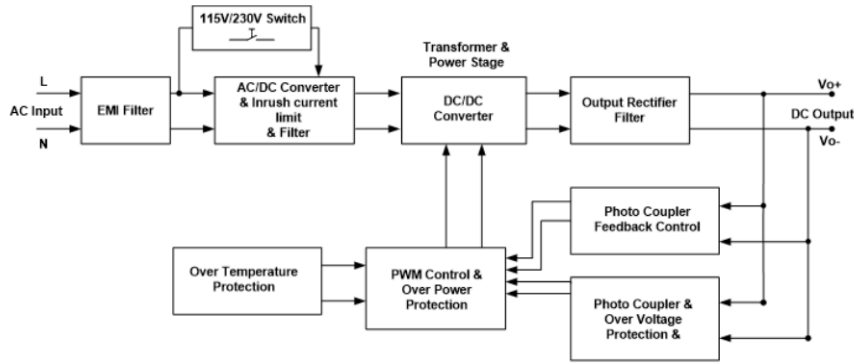 115V/230V Switch
Transformer &
Power Stage
L
AC Input
N
EMI Filter
AC/DC Converter
& Inrush current
limit
& Filter
DC/DC
Converter
Output Rectifier
Filter
Vo+
DC Output
Vo-
Photo Coupler
Feedback Control
Over Temperature
Protection
PWM Control &
Over Power
Protection
Photo Coupler &
Over Voltage
Protection &